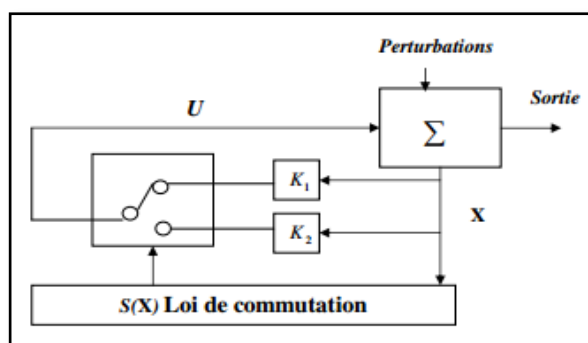 Perturbations
U
Sortie
Σ
K₁
X
K₂
S(X) Loi de commutation